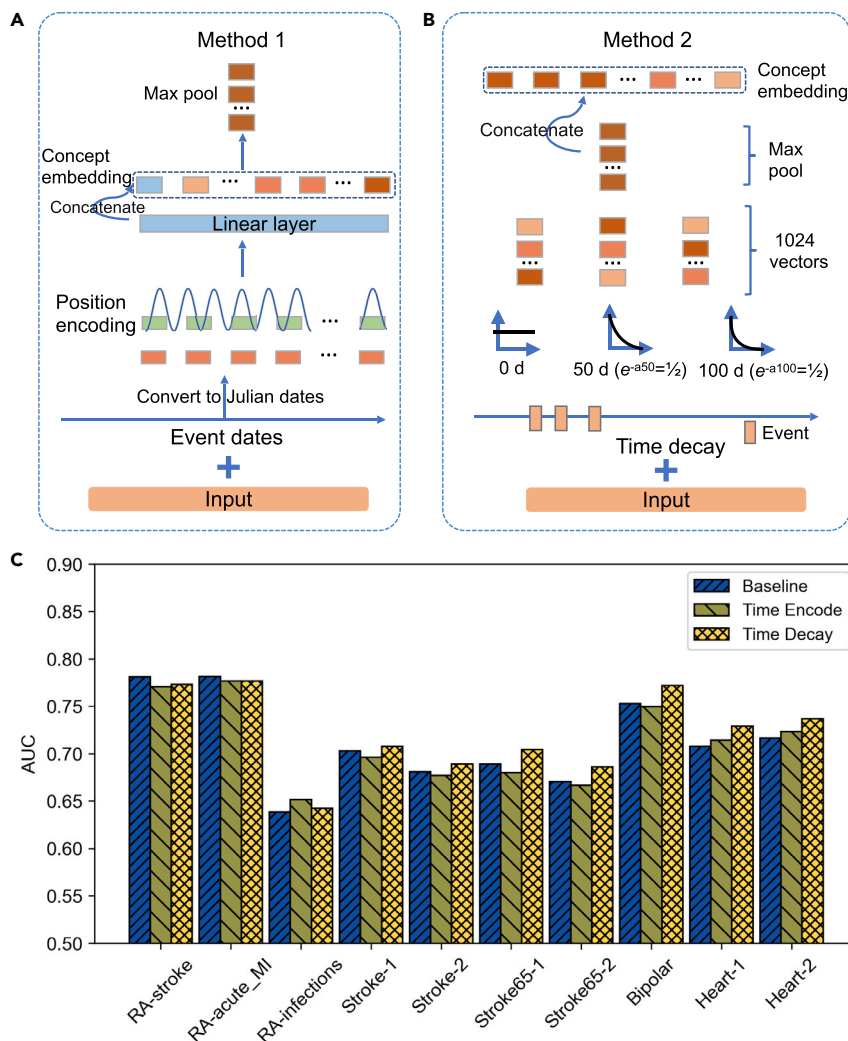 A
Method 1
Max pool
Concept
embedding
Concatenate
Linear layer
Position
encoding
Convert to Julian dates
Event dates
+
Input
B
Method 2
Concept
embedding
Concatenate
Max
pool
1024
vectors
0 d
50 d (e-a50=½)
100 d (e-a100=½)
Event
Time decay
+
Input
C
0.90
0.85
0.80
0.75
0.70
0.65
0.60
0.55
0.50
AUC
Baseline
Time Encode
Time Decay
RA-stroke
RA-acute_MI
RA-infections
Stroke-1
Stroke-2
Stroke65-1
Stroke65-2
Bipolar
Heart-1
Heart-2